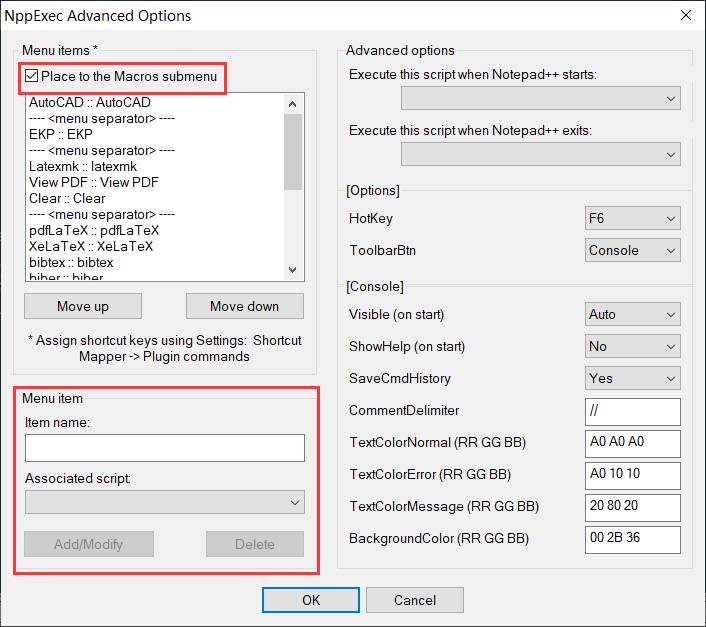 NppExec Advanced Options
Menu items *
Place to the Macros submenu
AutoCAD :: AutoCAD
---- <menu separator> ----
EKP :: EKP
---- <menu separator> ----
Latexmk :: latexmk
View PDF :: View PDF
Clear :: Clear
---- <menu separator> ----
pdfLaTeX :: pdfLaTeX
XeLaTeX :: XeLaTeX
bibtex :: bibtex
biber :: biber
Move up
Move down
* Assign shortcut keys using Settings: Shortcut
Mapper -> Plugin commands
Menu item
Item name:
Associated script:
Add/Modify
Delete
Advanced options
Execute this script when Notepad++ starts:
Execute this script when Notepad++ exits:
[Options]
HotKey
F6
ToolbarBtn
Console
[Console]
Visible (on start)
Auto
ShowHelp (on start)
No
SaveCmdHistory
Yes
CommentDelimiter
//
TextColorNormal (RR GG BB)
A0 A0 A0
TextColorError (RR GG BB)
A0 10 10
TextColorMessage (RR GG BB)
20 80 20
BackgroundColor (RR GG BB)
00 2B 36
OK
Cancel